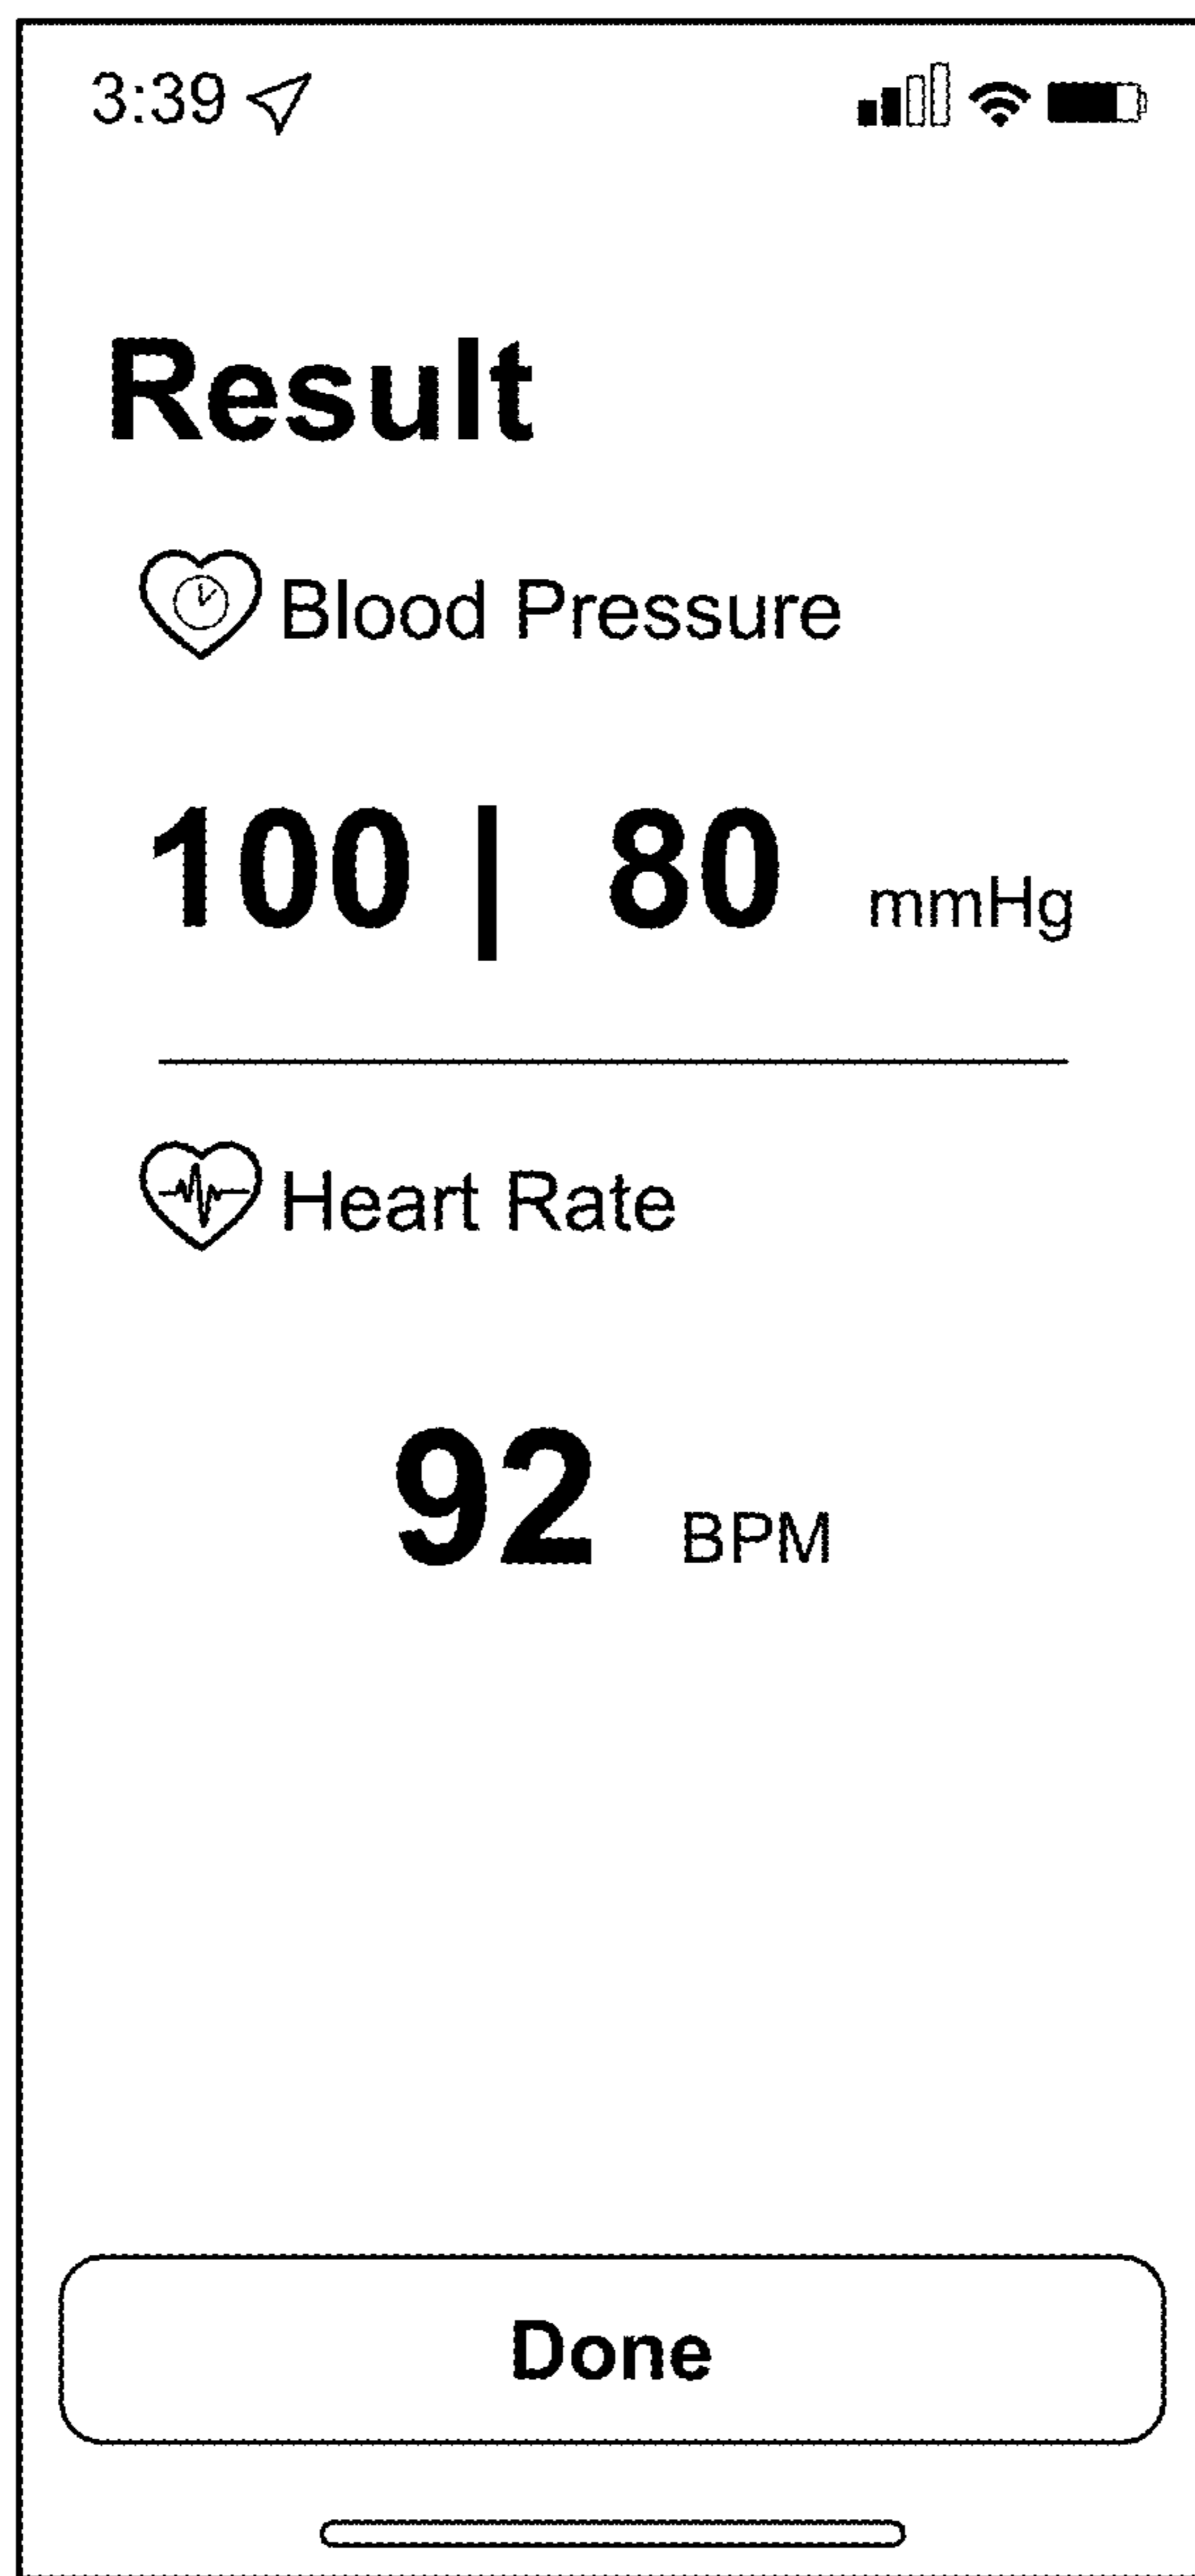 3:39
Result
Blood Pressure
100 | 80 mmHg
Heart Rate
92 BPM
Done